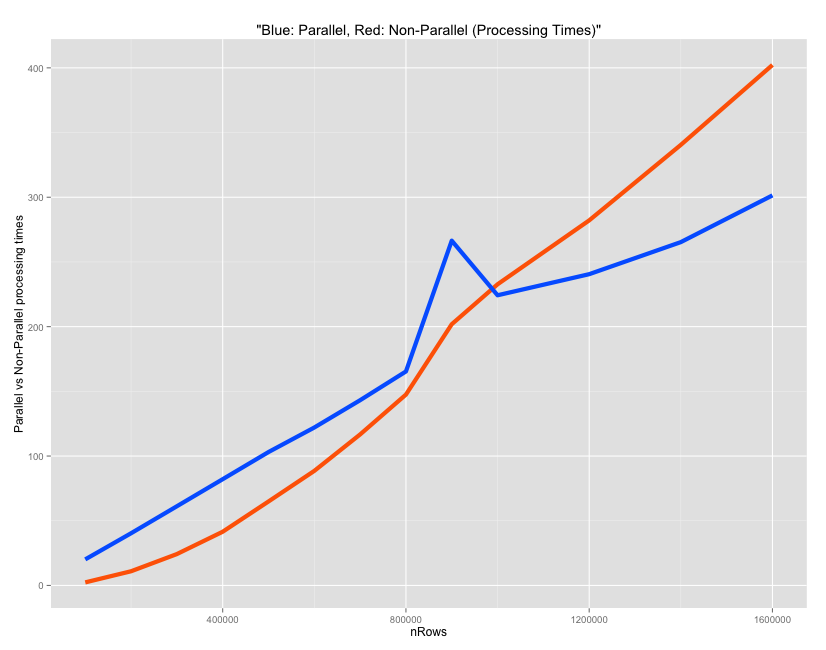 "Blue: Parallel, Red: Non-Parallel (Processing Times)"
Parallel vs Non-Parallel processing times
400
300
200
100
0
400000 800000 1200000 1600000
nRows